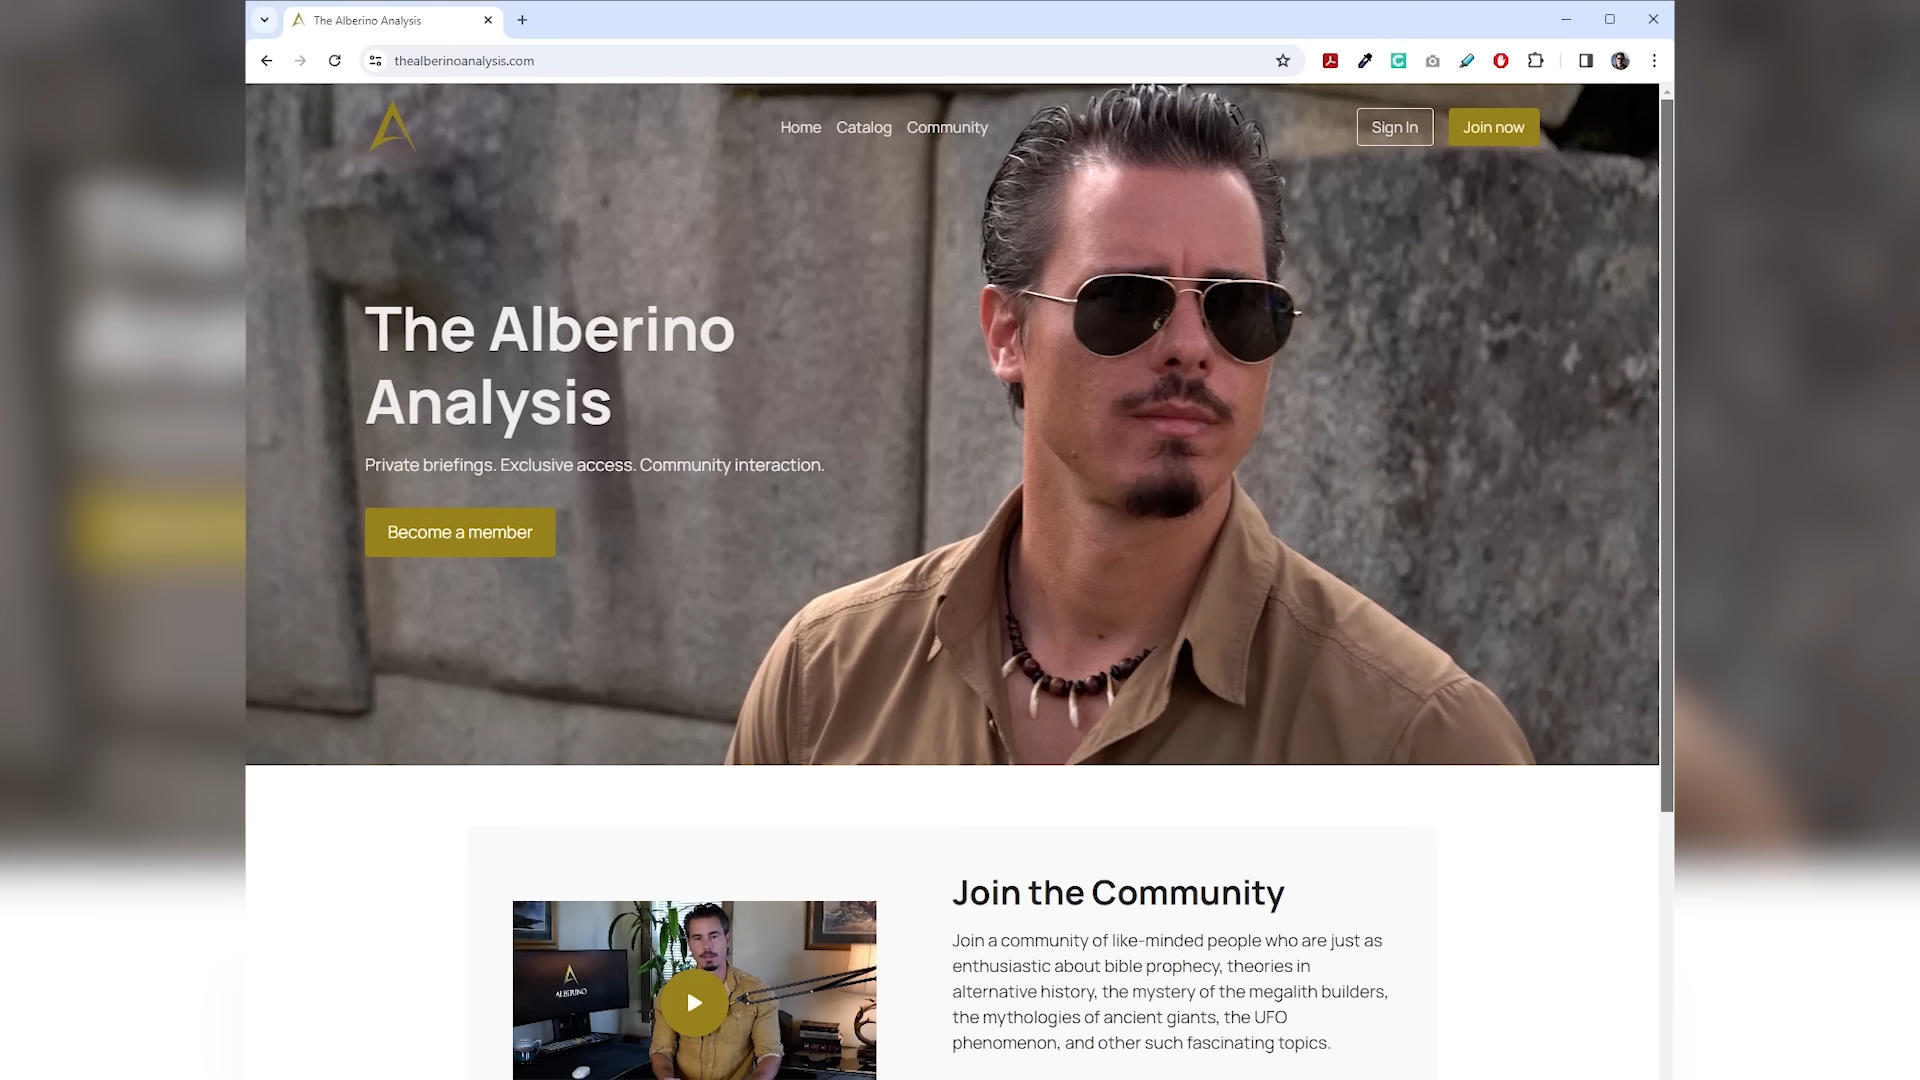 The Alberino Analysis
thealberinoanalysis.com
Home Catalog Community
Sign In
Join now
The Alberino
Analysis
Private briefings. Exclusive access. Community interaction.
Become a member
ALBERINO
Join the Community
Join a community of like-minded people who are just as
enthusiastic about bible prophecy, theories in
alternative history, the mystery of the megalith builders,
the mythologies of ancient giants, the UFO
phenomenon, and other such fascinating topics.